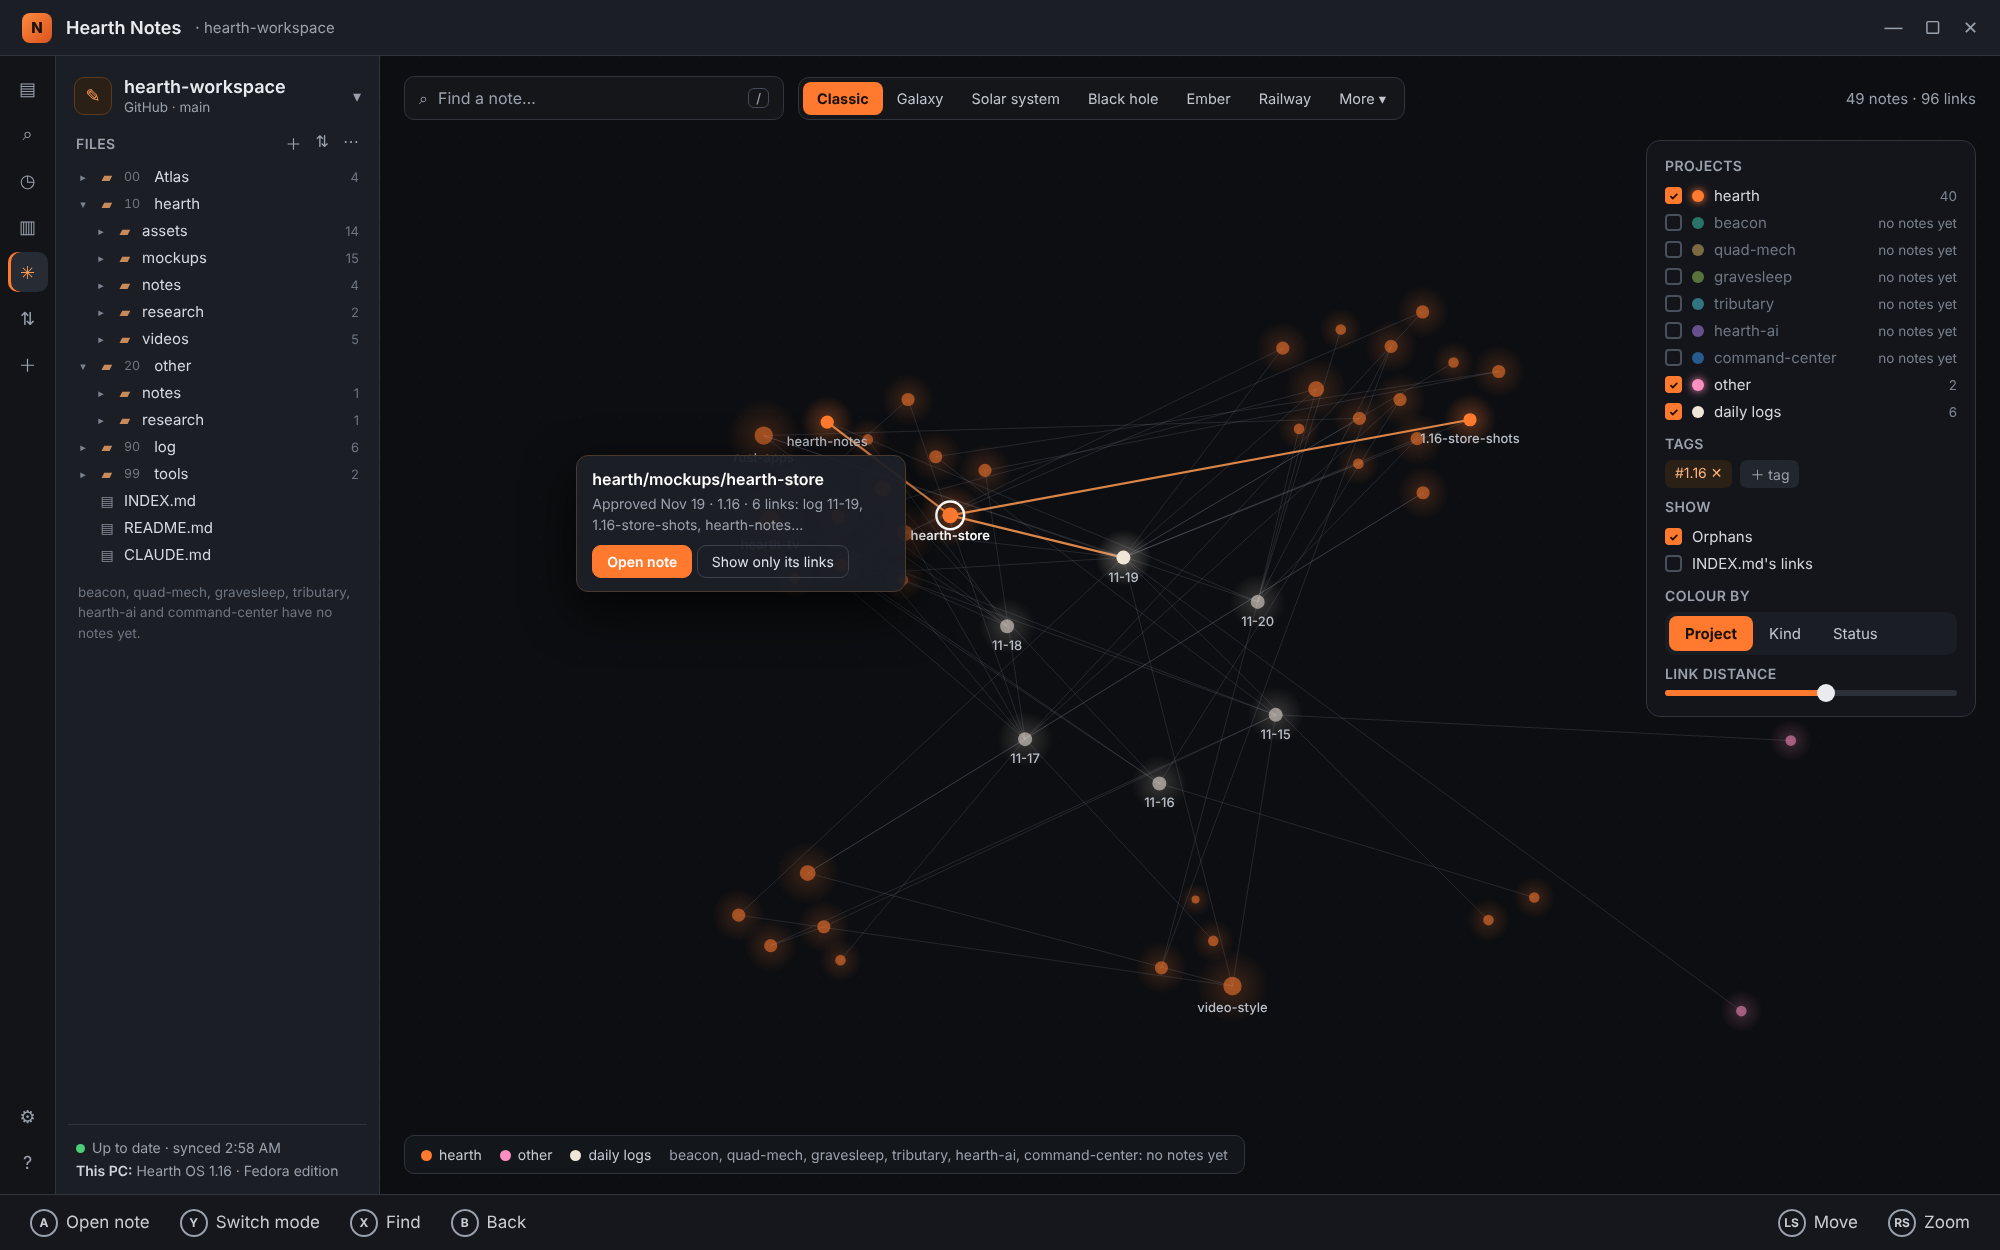 N Hearth Notes · hearth-workspace
hearth-workspace
GitHub · main
FILES
00 Atlas 4
10 hearth
assets 14
mockups 15
notes 4
research 2
videos 5
20 other
notes 1
research 1
90 log 6
99 tools 2
INDEX.md
README.md
CLAUDE.md
beacon, quad-mech, gravesleep, tributary,
hearth-ai and command-center have no
notes yet.
Up to date · synced 2:58 AM
This PC: Hearth OS 1.16 · Fedora edition
Find a note... /
Classic Galaxy Solar system Black hole Ember Railway More ▾
49 notes · 96 links
hearth-notes
1.16-store-shots
hearth/mockups/hearth-store
Approved Nov 19 · 1.16 · 6 links: log 11-19,
1.16-store-shots, hearth-notes...
Open note Show only its links
hearth-store
11-19
11-20
11-18
11-17
11-15
11-16
video-style
PROJECTS
hearth 40
beacon no notes yet
quad-mech no notes yet
gravesleep no notes yet
tributary no notes yet
hearth-ai no notes yet
command-center no notes yet
other 2
daily logs 6
TAGS
#1.16 ✕ + tag
SHOW
Orphans
INDEX.md's links
COLOUR BY
Project Kind Status
LINK DISTANCE
hearth other daily logs beacon, quad-mech, gravesleep, tributary, hearth-ai, command-center: no notes yet
A Open note Y Switch mode X Find B Back LS Move RS Zoom